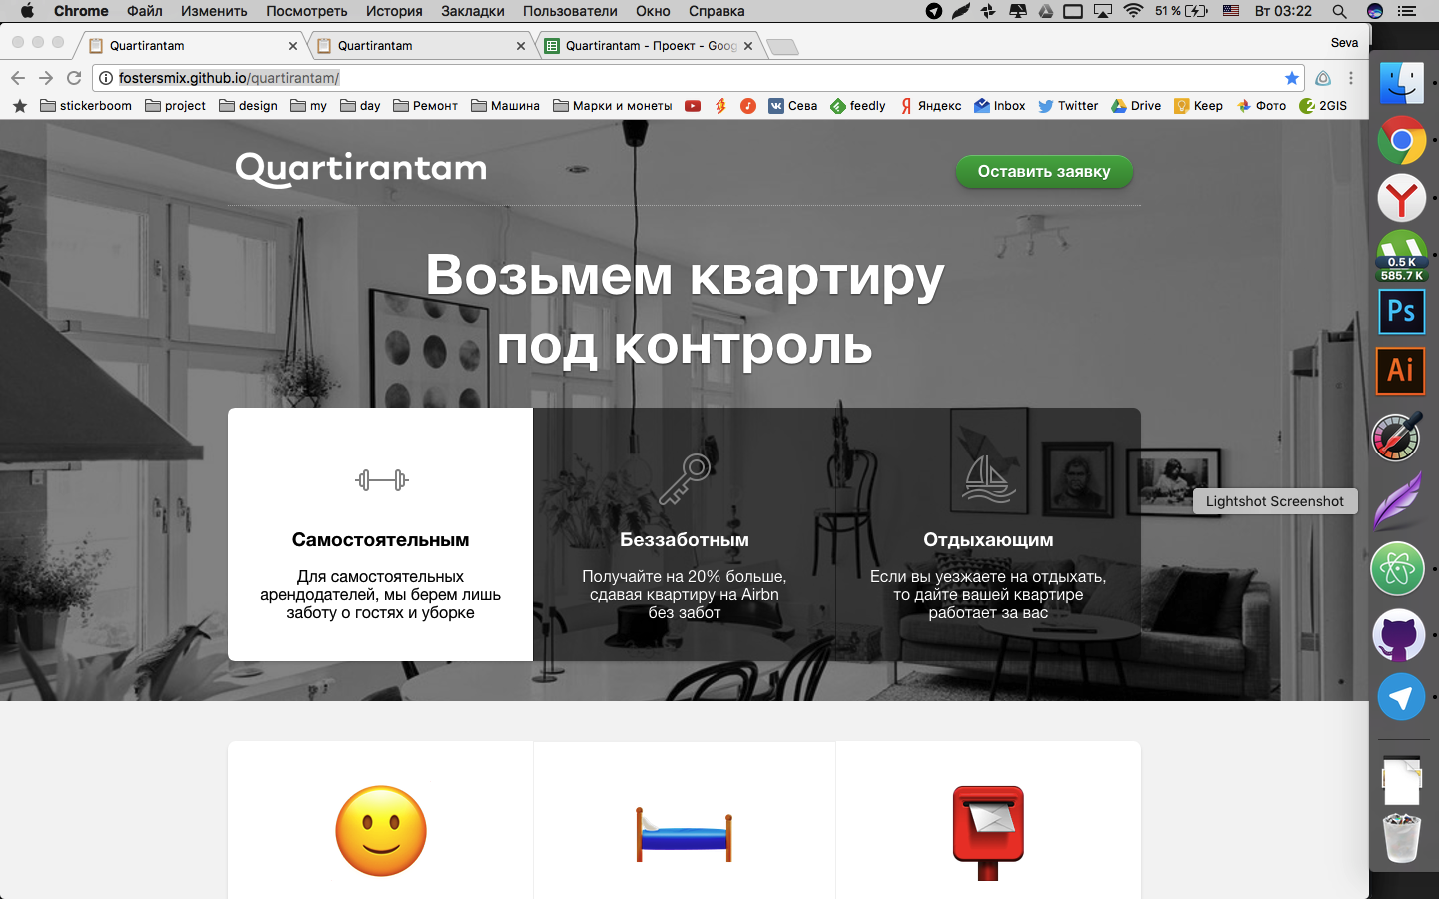 Chrome Файл Изменить Посмотреть История Закладки Пользователи Окно Справка 51 % Вт 03:22
Quartirantam Quartirantam Quartirantam - Проект - Goog Seva
fostersmix.github.io/quartirantam/
stickerboom project design my day Ремонт Машина Марки и монеты Сева feedly Яндекс Inbox Twitter Drive Keep Фото 2GIS
Quartirantam
Оставить заявку
Возьмем квартиру
под контроль
Самостоятельным
Для самостоятельных
арендодателей, мы берем лишь
заботу о гостях и уборке
Беззаботным
Получайте на 20% больше,
сдавая квартиру на Airbn
без забот
Отдыхающим
Если вы уезжаете на отдыхать,
то дайте вашей квартире
работает за вас
Lightshot Screenshot
0.5 K
585.7 K
Ps
Ai